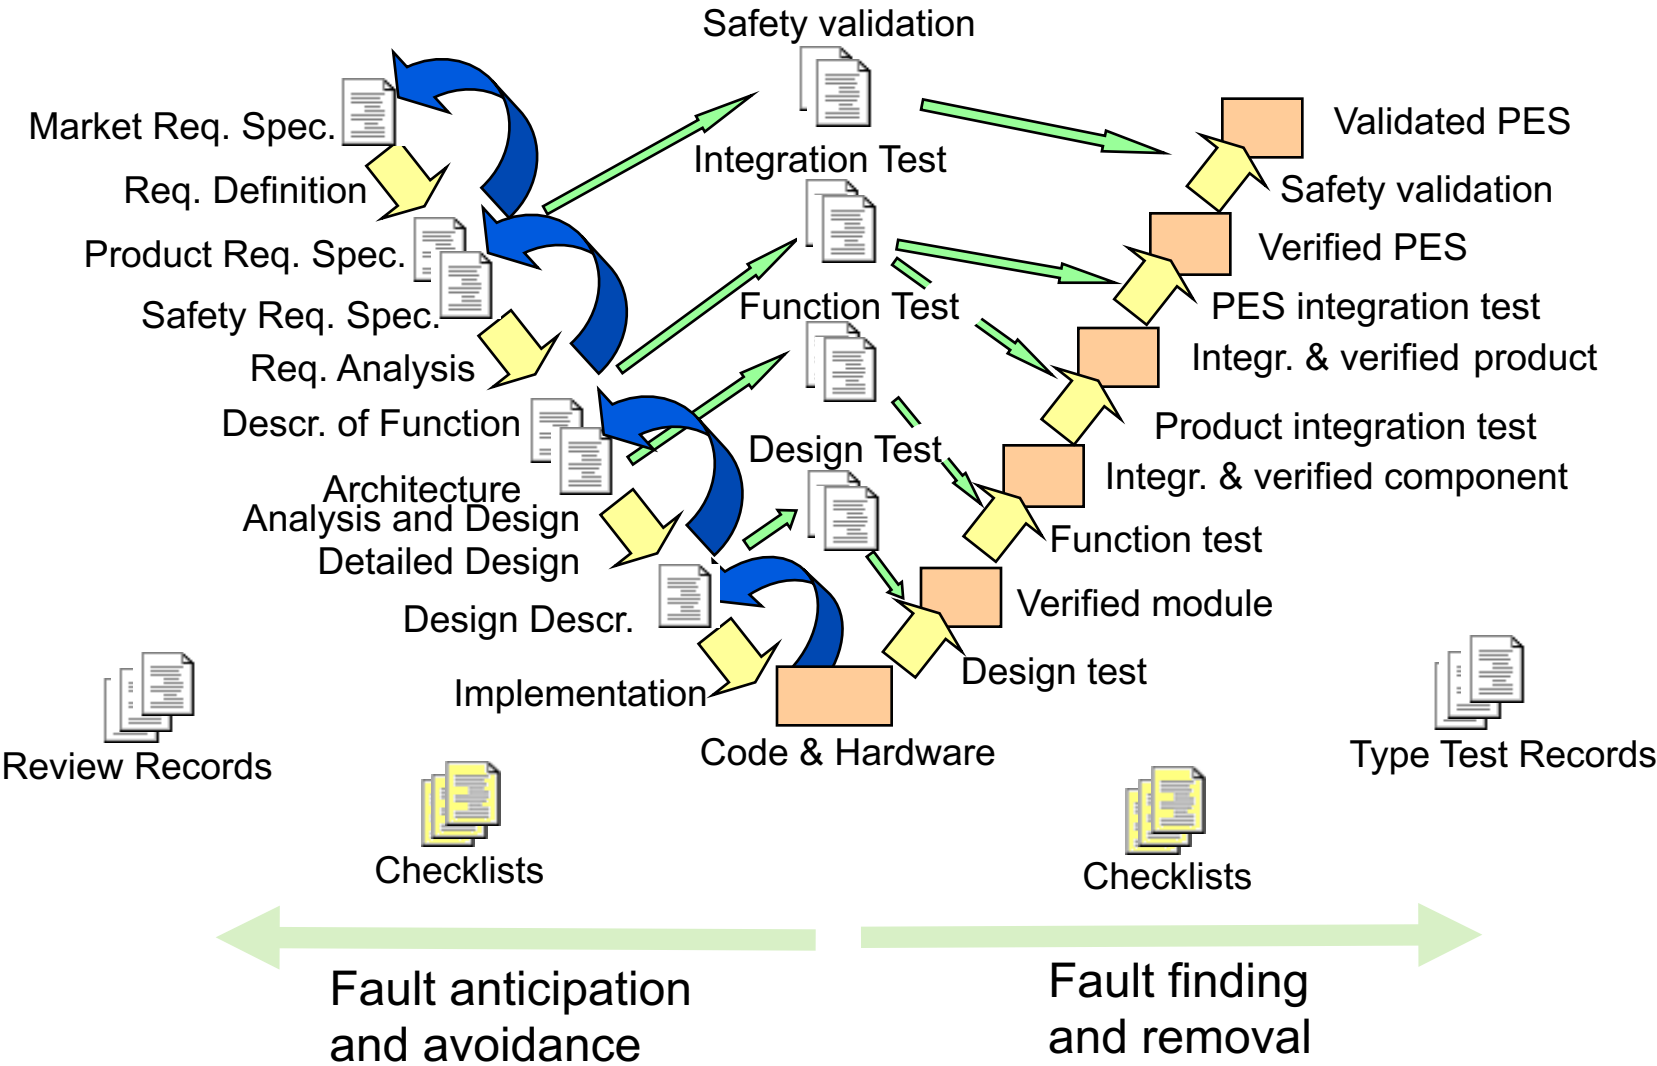 Safety validation
Market Req. Spec.
Validated PES
Integration Test
Req. Definition
Safety validation
Product Req. Spec.
Verified PES
Safety Req. Spec.
Function Test
PES integration test
Req. Analysis
Integr. & verified product
Descr. of Function
Product integration test
Design Test
Architecture
Integr. & verified component
Analysis and Design
Function test
Detailed Design
Design Descr.
Verified module
Implementation
Design test
Code & Hardware
Review Records
Type Test Records
Checklists
Checklists
Fault anticipation
and avoidance
Fault finding
and removal